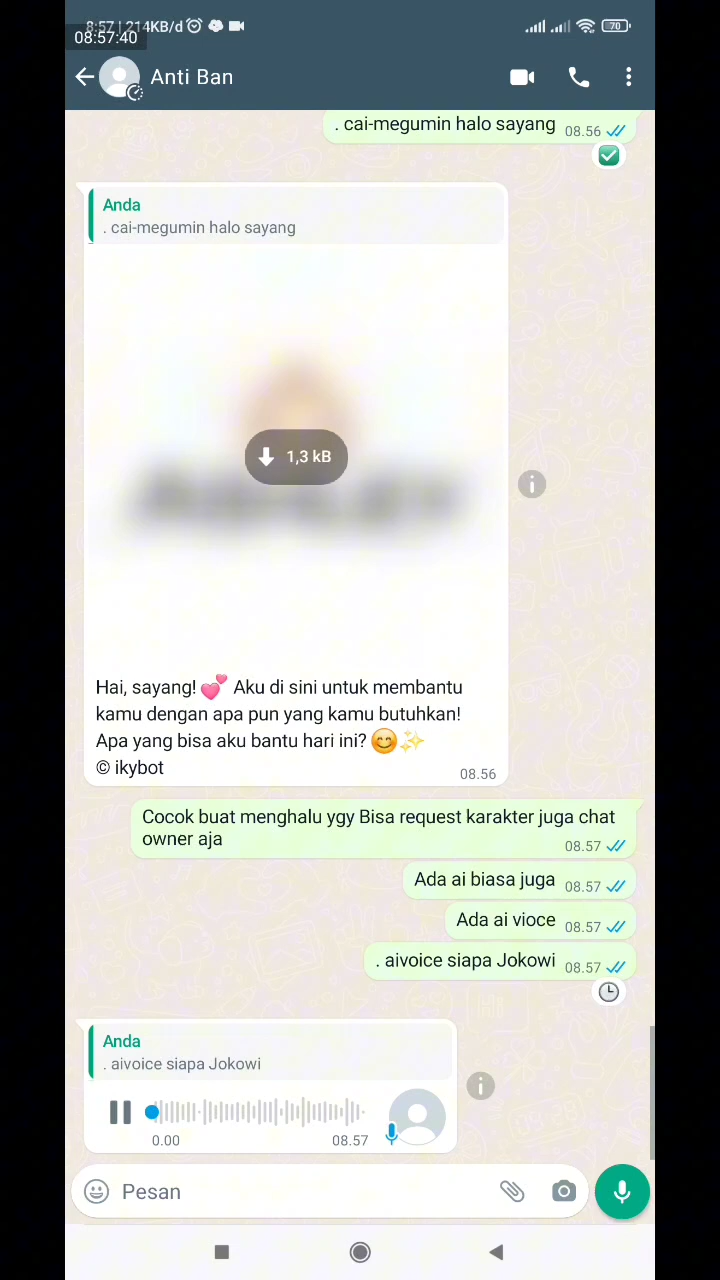 8:57 | 214KB/d
70
08:57:40
Anti Ban
. cai-megumin halo sayang 08.56
Anda
. cai-megumin halo sayang
1,3 kB
Hai, sayang! 💕 Aku di sini untuk membantu
kamu dengan apa pun yang kamu butuhkan!
Apa yang bisa aku bantu hari ini? 😊✨
© ikybot 08.56
Cocok buat menghalu ygy Bisa request karakter juga chat
owner aja 08.57
Ada ai biasa juga 08.57
Ada ai vioce 08.57
. aivoice siapa Jokowi 08.57
Anda
. aivoice siapa Jokowi
0.00 08.57
Pesan